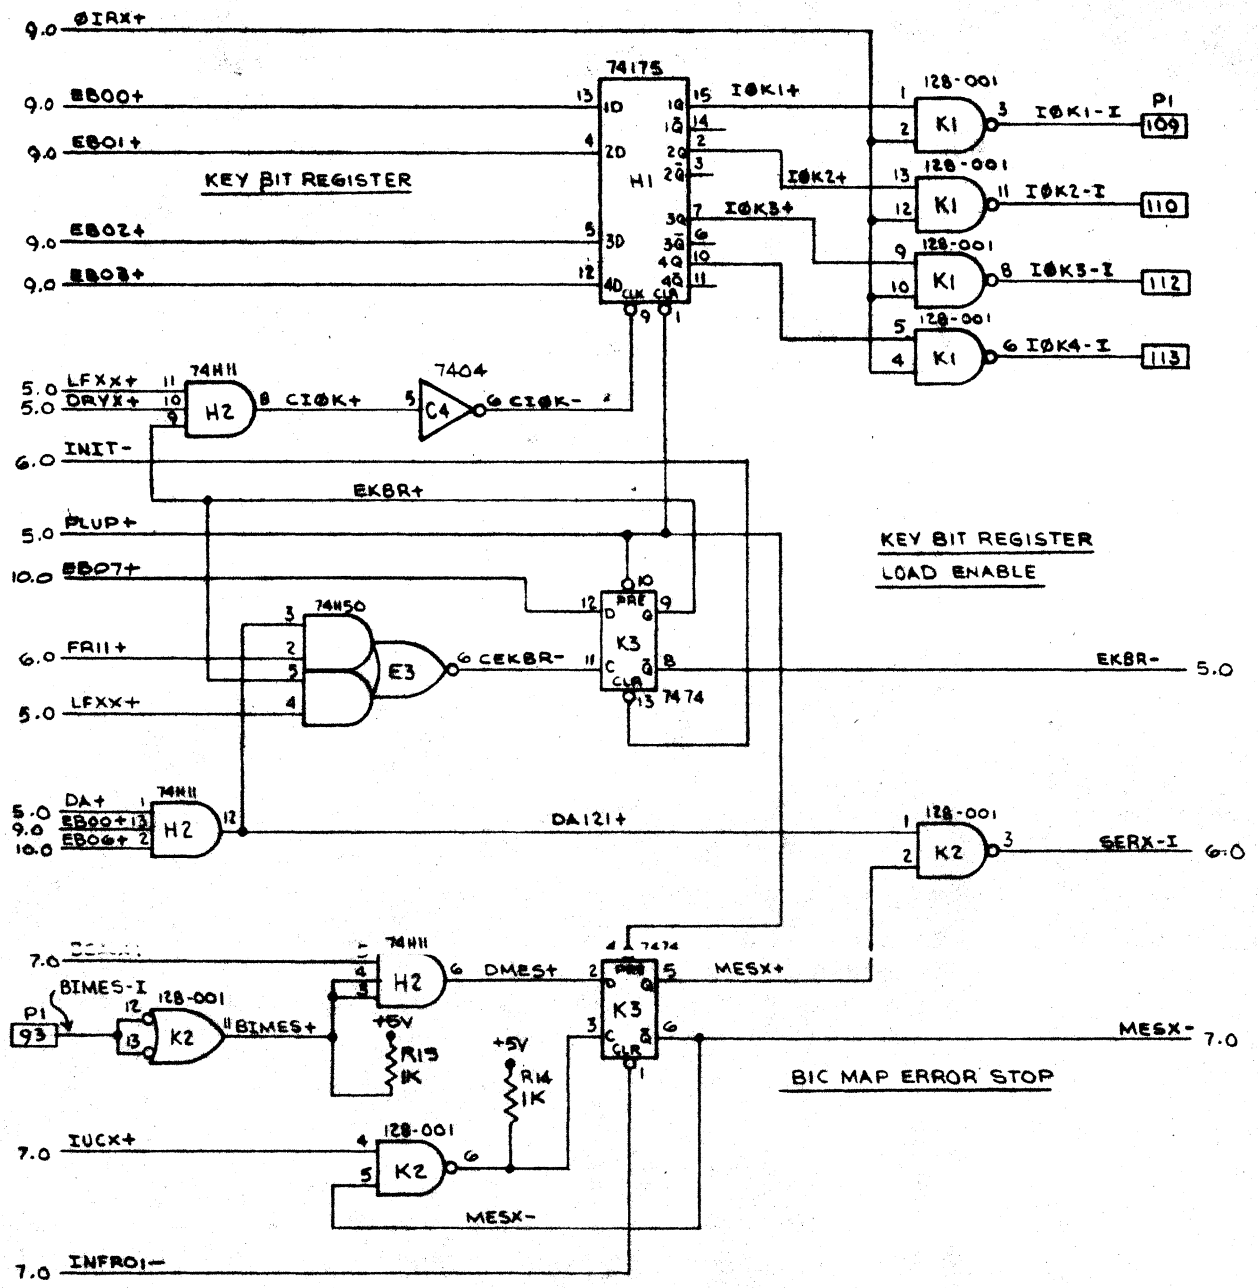 9.0 ØIRX+
74175
9.0 EB00+ 13 1D 1Q 15 IØK1+ 1 128-001 K1 3 IØK1-I P1 109
1Q̅ 14 2
9.0 EB01+ 4 2D 2Q 2
KEY BIT REGISTER H1 2Q̅ 3 IØK2+ 13 128-001 K1 11 IØK2-I 110
12
9.0 EB02+ 5 3D 3Q 7 IØK3+
3Q̅ 6 9 128-001 K1 8 IØK3-I 112
9.0 EB03+ 12 4D 4Q 10 10
4Q̅ 11
CLK CLR 9 1 5 128-001 K1 6 IØK4-I 113
4
74H11 7404
5.0 LFXX+ 11
5.0 DRYX+ 10 H2 8 CIØK+ 5 C4 6 CIØK-
9
6.0 INIT-
EKBR+
5.0 PLUP+
KEY BIT REGISTER
LOAD ENABLE
10.0 EB07+ 10
74H50 12 D PRE Q 9
3 K3
6.0 FR11+ 2 E3 6 CEKBR- 11 C Q̅ 8 EKBR- 5.0
5 CLR 13 7474
5.0 LFXX+ 4
74H11
5.0 DA+ 1
9.0 EB00+ 13 H2 12 DA121+ 1 128-001 K2 3 SERX-I 6.0
10.0 EB06+ 2 2
74H11 4 7474
7.0 H2 6 DMES+ 2 D PRE Q 5 MESX+
BIMES-I
P1 93 12 13 128-001 K2 11 BIMES+ K3
+5V R15 1K
3 C Q̅ 6 MESX- 7.0
CLR 1
+5V R14 1K
BIC MAP ERROR STOP
7.0 IUCX+ 4 128-001 K2 6
5
MESX-
7.0 INFR01-